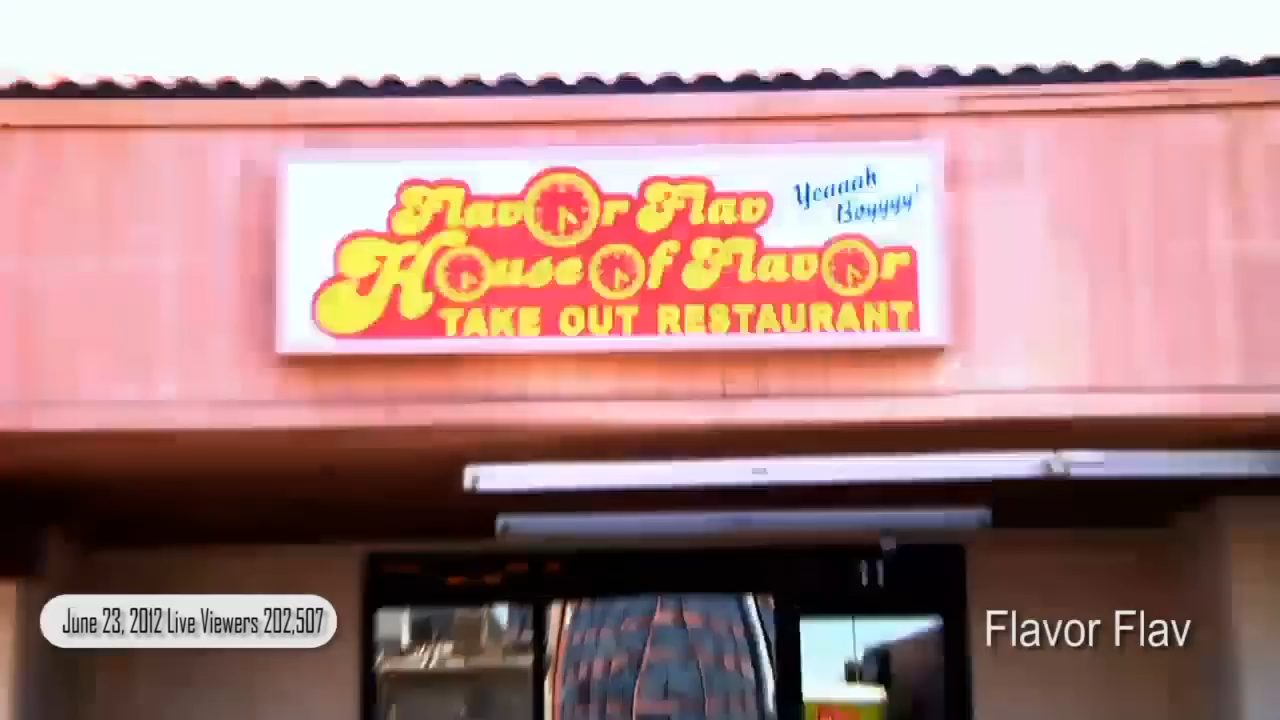 Flavor Flav
Yeaaah
Boyyyy!
House of Flavor
TAKE OUT RESTAURANT
11
June 23, 2012 Live Viewers 202,507
Flavor Flav